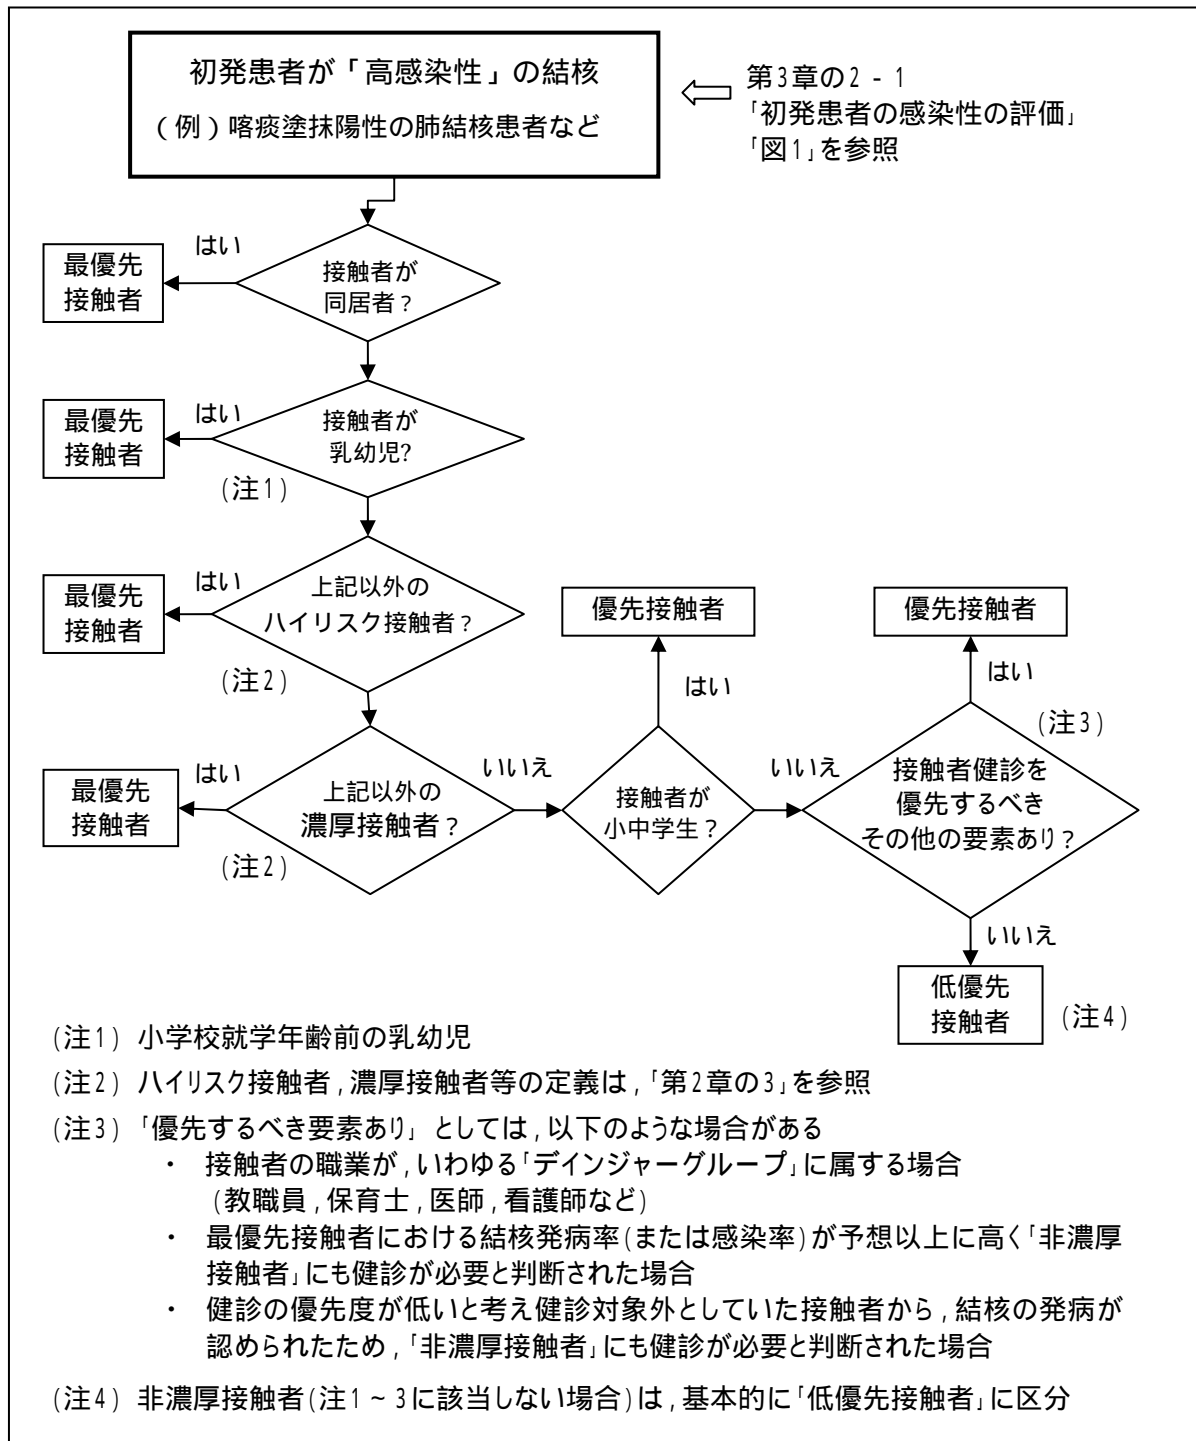 初発患者が「高感染性」の結核
（例）喀痰塗抹陽性の肺結核患者など
第3章の2‐1
「初発患者の感染性の評価」
「図1」を参照
接触者が
同居者？
はい
最優先
接触者
接触者が
乳幼児?
はい
最優先
接触者
(注1)
上記以外の
ハイリスク接触者？
はい
最優先
接触者
(注2)
上記以外の
濃厚接触者？
はい
最優先
接触者
(注2)
いいえ
接触者が
小中学生？
はい
優先接触者
いいえ
接触者健診を
優先するべき
その他の要素あり？
(注3)
はい
優先接触者
いいえ
低優先
接触者
(注4)
(注1) 小学校就学年齢前の乳幼児
(注2) ハイリスク接触者,濃厚接触者等の定義は,「第2章の3」を参照
(注3) 「優先するべき要素あり」としては,以下のような場合がある
・ 接触者の職業が,いわゆる「デインジャーグループ」に属する場合
(教職員,保育士,医師,看護師など)
・ 最優先接触者における結核発病率(または感染率)が予想以上に高く「非濃厚
接触者」にも健診が必要と判断された場合
・ 健診の優先度が低いと考え健診対象外としていた接触者から,結核の発病が
認められたため,「非濃厚接触者」にも健診が必要と判断された場合
(注4) 非濃厚接触者(注1～3に該当しない場合)は,基本的に「低優先接触者」に区分